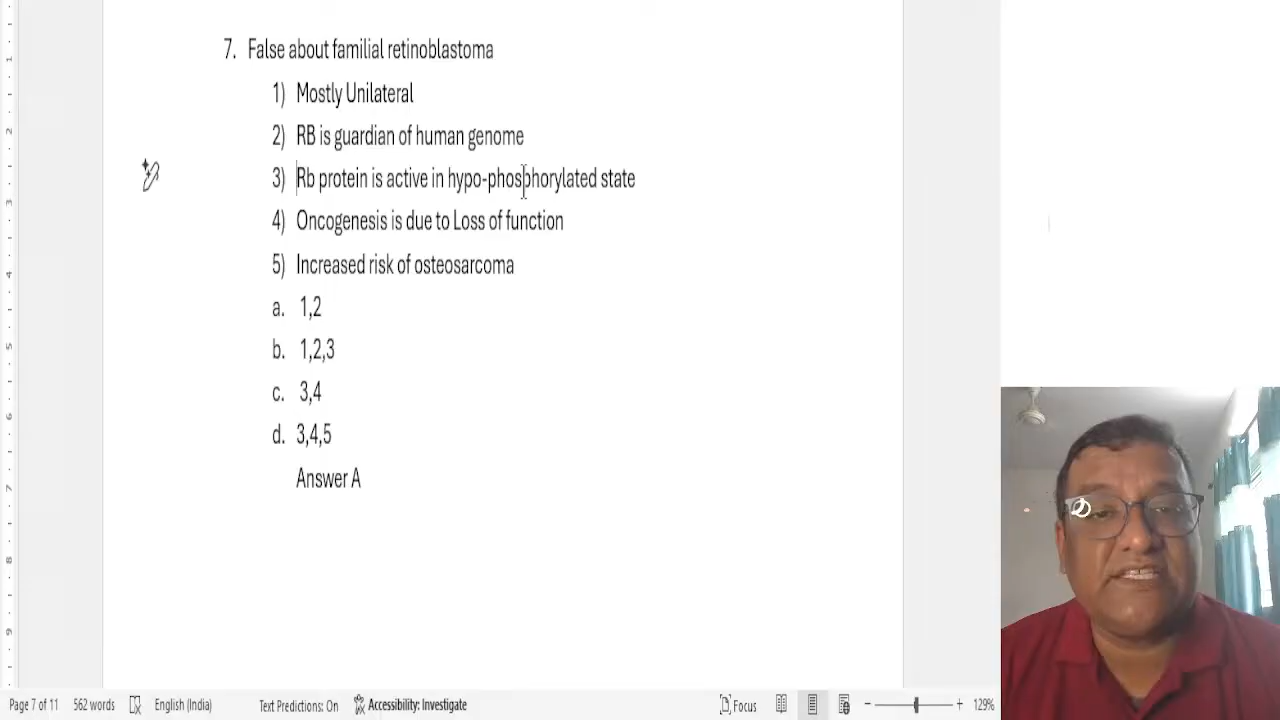 7. False about familial retinoblastoma
1) Mostly Unilateral
2) RB is guardian of human genome
3) Rb protein is active in hypo-phosphorylated state
4) Oncogenesis is due to Loss of function
5) Increased risk of osteosarcoma
a. 1,2
b. 1,2,3
c. 3,4
d. 3,4,5
Answer A
Page 7 of 11 562 words English (India) Text Predictions: On Accessibility: Investigate Focus 129%